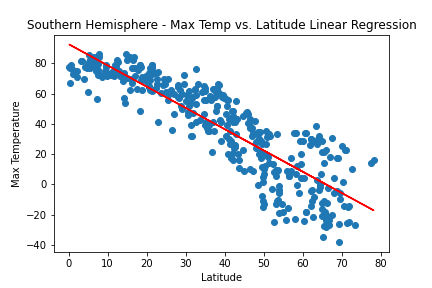 Southern Hemisphere - Max Temp vs. Latitude Linear Regression
80
60
40
20
0
−20
−40
Max Temperature
0 10 20 30 40 50 60 70 80
Latitude